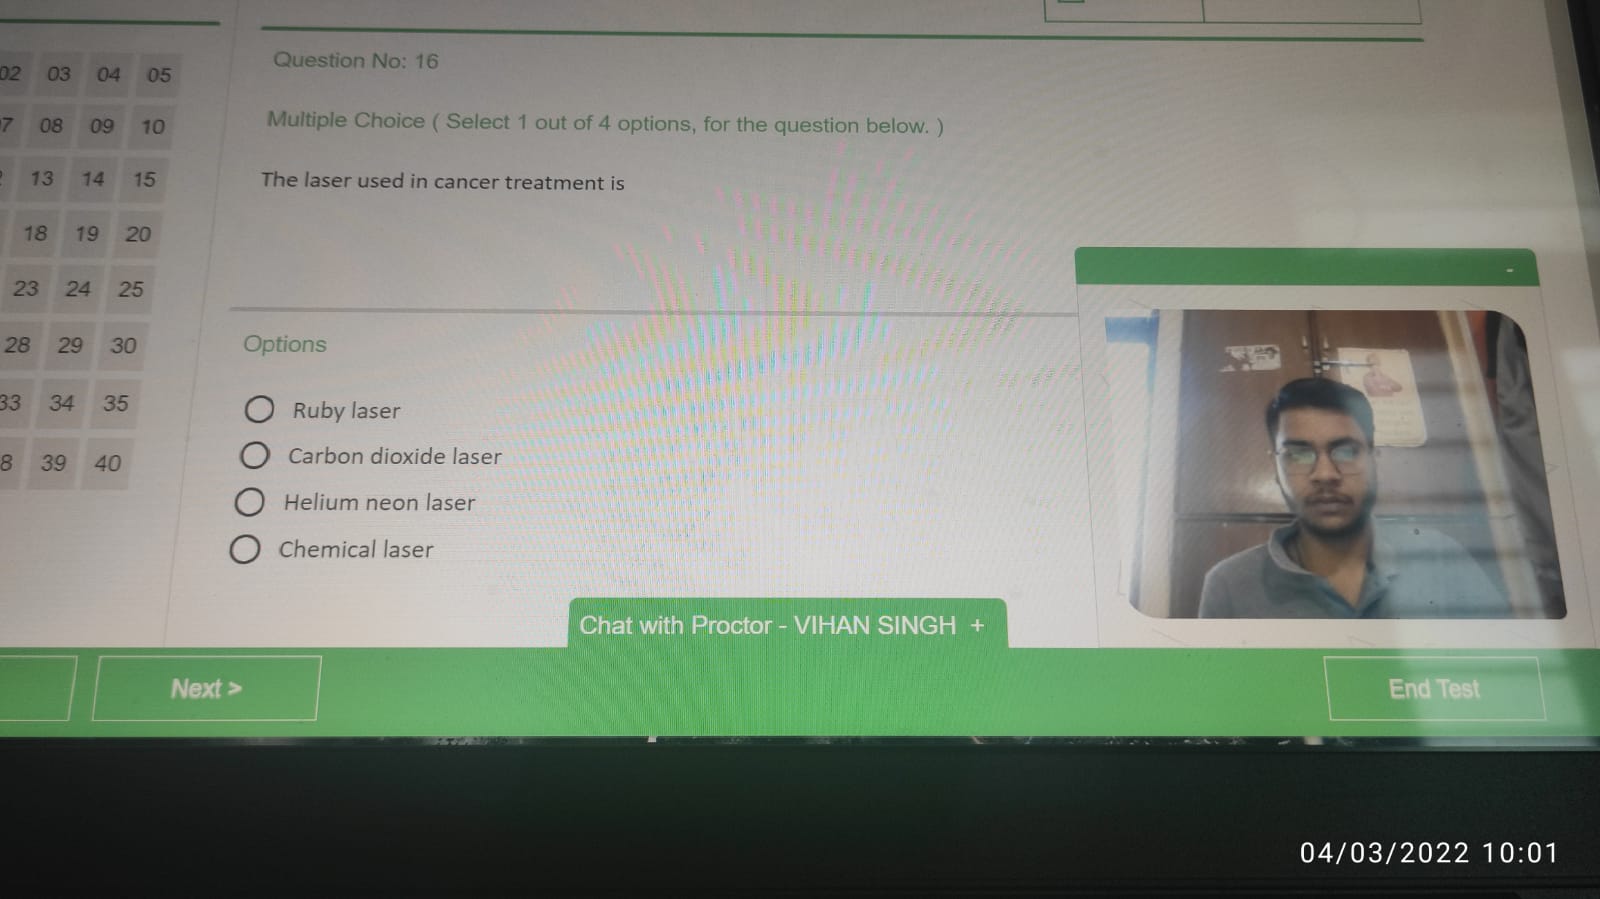 Question No: 16
Multiple Choice ( Select 1 out of 4 options, for the question below. )
The laser used in cancer treatment is
02 03 04 05
7 08 09 10
13 14 15
18 19 20
23 24 25
28 29 30
33 34 35
8 39 40
Options
Ruby laser
Carbon dioxide laser
Helium neon laser
Chemical laser
-
Chat with Proctor - VIHAN SINGH +
Next >
End Test
04/03/2022 10:01